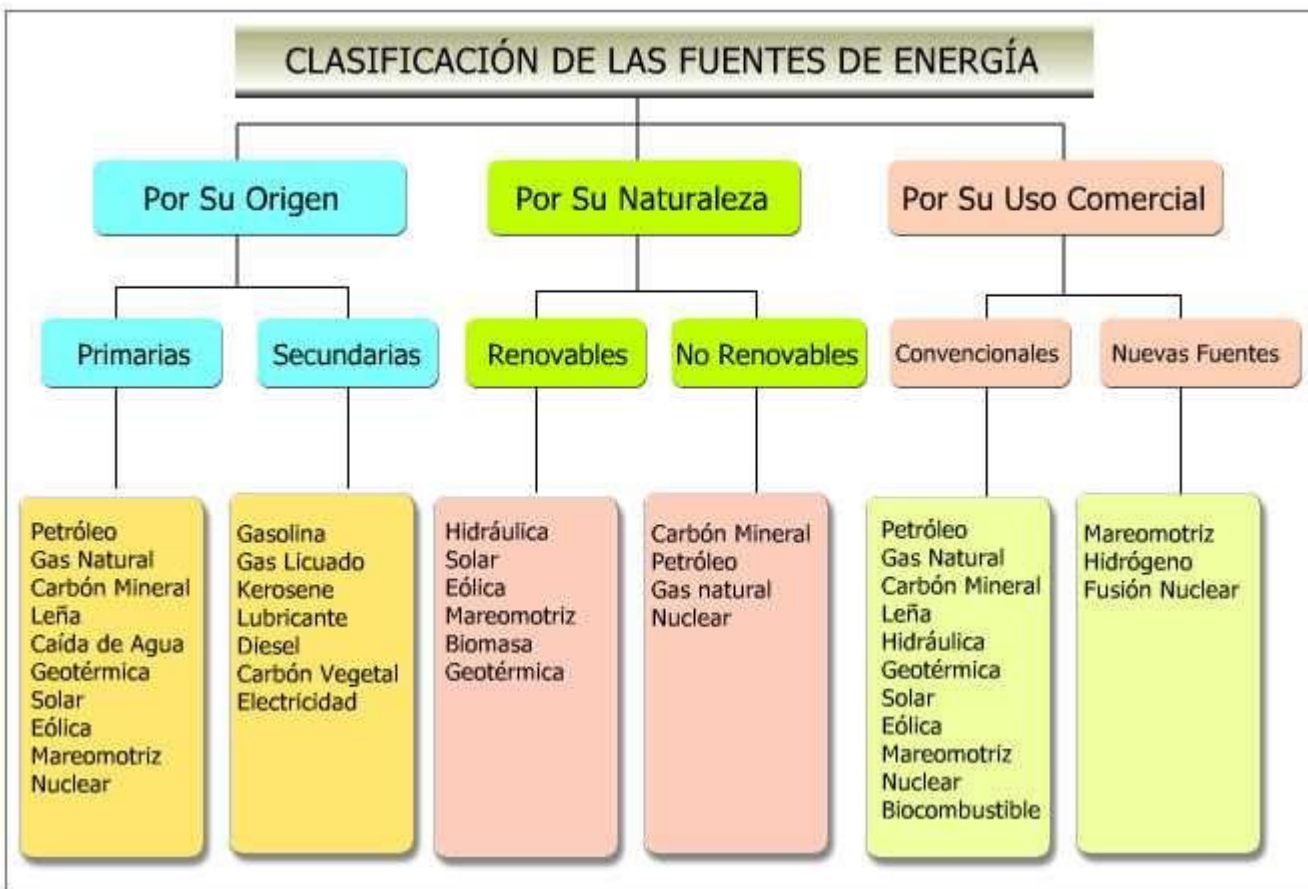 CLASIFICACIÓN DE LAS FUENTES DE ENERGÍA
Por Su Origen
Por Su Naturaleza
Por Su Uso Comercial
Primarias
Secundarias
Renovables
No Renovables
Convencionales
Nuevas Fuentes
Petróleo
Gas Natural
Carbón Mineral
Leña
Caída de Agua
Geotérmica
Solar
Eólica
Mareomotriz
Nuclear
Gasolina
Gas Licuado
Kerosene
Lubricante
Diesel
Carbón Vegetal
Electricidad
Hidráulica
Solar
Eólica
Mareomotriz
Biomasa
Geotérmica
Carbón Mineral
Petróleo
Gas natural
Nuclear
Petróleo
Gas Natural
Carbón Mineral
Leña
Hidráulica
Geotérmica
Solar
Eólica
Mareomotriz
Nuclear
Biocombustible
Mareomotriz
Hidrógeno
Fusión Nuclear